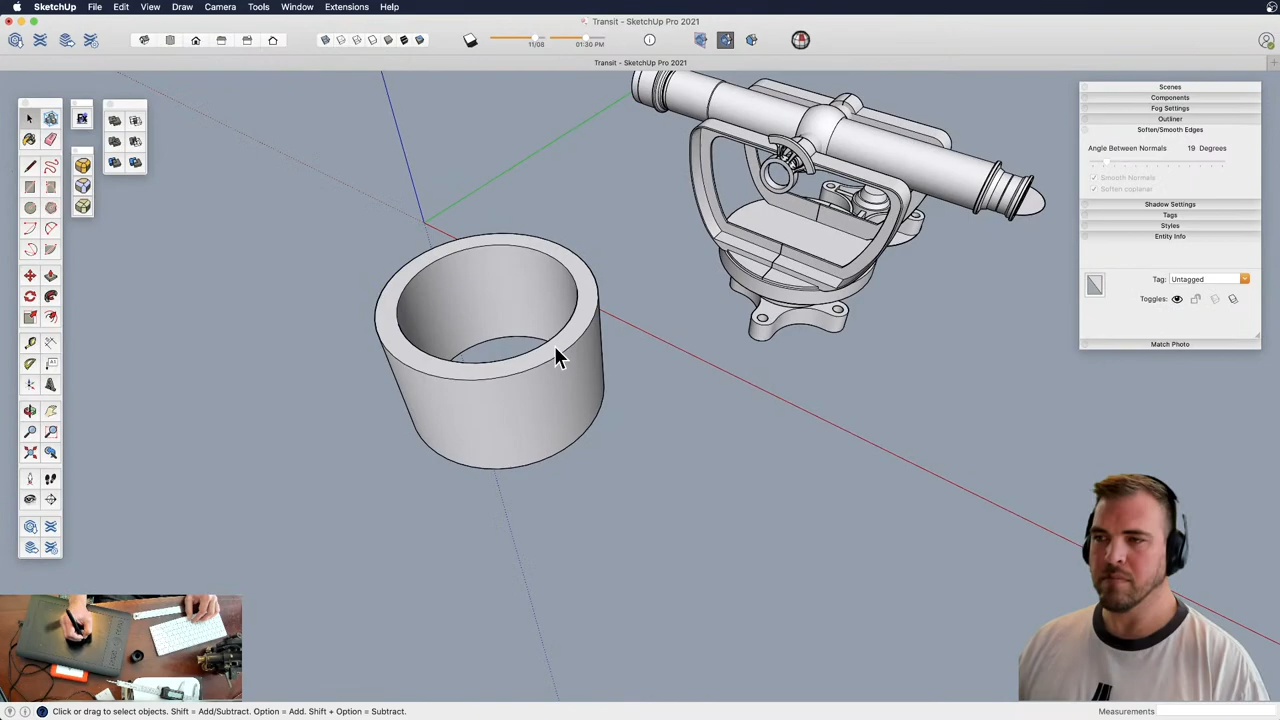 SketchUp File Edit View Draw Camera Tools Window Extensions Help
Transit - SketchUp Pro 2021
11/08
01:30 PM
Transit - SketchUp Pro 2021
Scenes
Components
Fog Settings
Outliner
Soften/Smooth Edges
Angle Between Normals 19 Degrees
Smooth Normals
Soften coplanar
Shadow Settings
Tags
Styles
Entity Info
Tag: Untagged
Toggles:
Match Photo
Click or drag to select objects. Shift = Add/Subtract. Option = Add. Shift + Option = Subtract.
Measurements